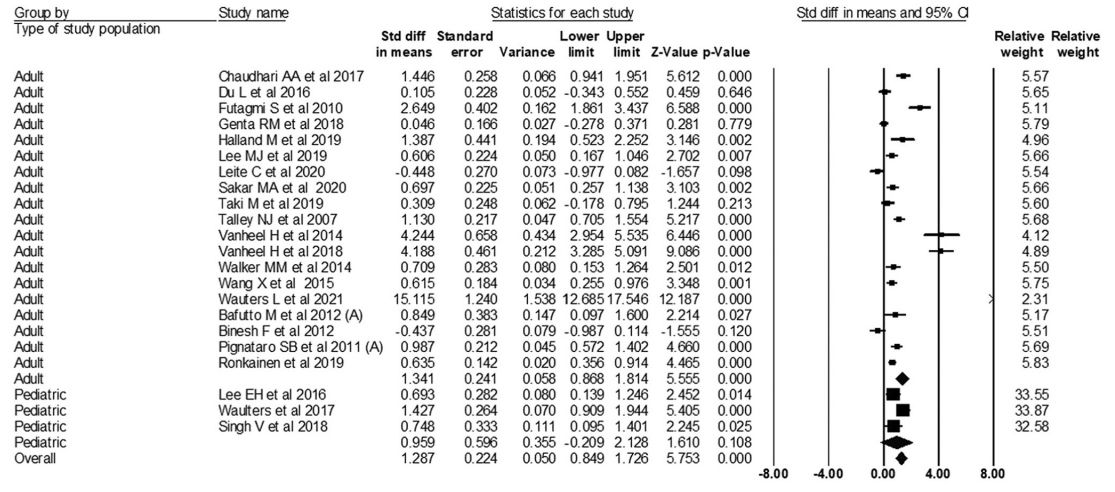 Group by Study name Statistics for each study Std diff in means and 95% CI
Type of study population
Std diff Standard Lower Upper Relative Relative
in means error Variance limit limit Z-Value p-Value weight weight
Adult Chaudhari AA et al 2017 1.446 0.258 0.066 0.941 1.951 5.612 0.000 5.57
Adult Du L et al 2016 0.105 0.228 0.052 -0.343 0.552 0.459 0.646 5.65
Adult Futagmi S et al 2010 2.649 0.402 0.162 1.861 3.437 6.588 0.000 5.11
Adult Genta RM et al 2018 0.046 0.166 0.027 -0.278 0.371 0.281 0.779 5.79
Adult Halland M et al 2019 1.387 0.441 0.194 0.523 2.252 3.146 0.002 4.96
Adult Lee MJ et al 2019 0.606 0.224 0.050 0.167 1.046 2.702 0.007 5.66
Adult Leite C et al 2020 -0.448 0.270 0.073 -0.977 0.082 -1.657 0.098 5.54
Adult Sakar MA et al 2020 0.697 0.225 0.051 0.257 1.138 3.103 0.002 5.66
Adult Taki M et al 2019 0.309 0.248 0.062 -0.178 0.795 1.244 0.213 5.60
Adult Talley NJ et al 2007 1.130 0.217 0.047 0.705 1.554 5.217 0.000 5.68
Adult Vanheel H et al 2014 4.244 0.658 0.434 2.954 5.535 6.446 0.000 4.12
Adult Vanheel H et al 2018 4.188 0.461 0.212 3.285 5.091 9.086 0.000 4.89
Adult Walker MM et al 2014 0.709 0.283 0.080 0.153 1.264 2.501 0.012 5.50
Adult Wang X et al 2015 0.615 0.184 0.034 0.255 0.976 3.348 0.001 5.75
Adult Wauters L et al 2021 15.115 1.240 1.538 12.685 17.546 12.187 0.000 2.31
Adult Bafutto M et al 2012 (A) 0.849 0.383 0.147 0.097 1.600 2.214 0.027 5.17
Adult Binesh F et al 2012 -0.437 0.281 0.079 -0.987 0.114 -1.555 0.120 5.51
Adult Pignataro SB et al 2011 (A) 0.987 0.212 0.045 0.572 1.402 4.660 0.000 5.69
Adult Ronkainen et al 2019 0.635 0.142 0.020 0.356 0.914 4.465 0.000 5.83
Adult 1.341 0.241 0.058 0.868 1.814 5.555 0.000
Pediatric Lee EH et al 2016 0.693 0.282 0.080 0.139 1.246 2.452 0.014 33.55
Pediatric Waulters et al 2017 1.427 0.264 0.070 0.909 1.944 5.405 0.000 33.87
Pediatric Singh V et al 2018 0.748 0.333 0.111 0.095 1.401 2.245 0.025 32.58
Pediatric 0.959 0.596 0.355 -0.209 2.128 1.610 0.108
Overall 1.287 0.224 0.050 0.849 1.726 5.753 0.000
-8.00 -4.00 0.00 4.00 8.00